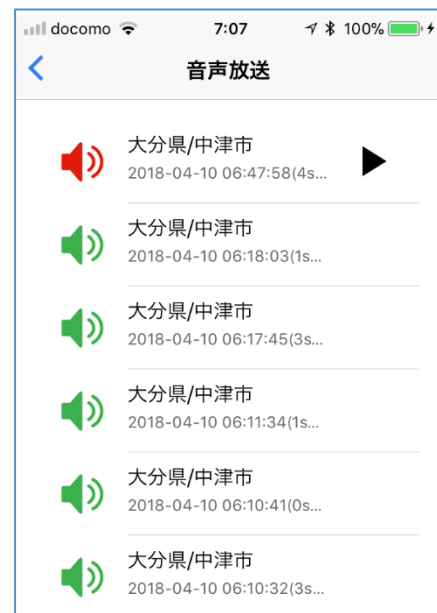 docomo 7:07 100%
音声放送
大分県/中津市
2018-04-10 06:47:58(4s...
大分県/中津市
2018-04-10 06:18:03(1s...
大分県/中津市
2018-04-10 06:17:45(3s...
大分県/中津市
2018-04-10 06:11:34(1s...
大分県/中津市
2018-04-10 06:10:41(0s...
大分県/中津市
2018-04-10 06:10:32(3s...